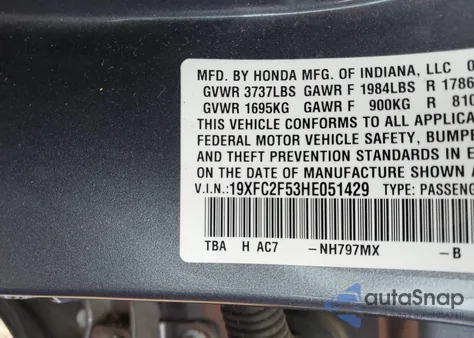 MFD. BY HONDA MFG. OF INDIANA, LLC 0
GVWR 3737LBS GAWR F 1984LBS R 1786
GVWR 1695KG GAWR F 900KG R 810
THIS VEHICLE CONFORMS TO ALL APPLICA
FEDERAL MOTOR VEHICLE SAFETY, BUMPE
AND THEFT PREVENTION STANDARDS IN E
ON THE DATE OF MANUFACTURE SHOWN
V.I.N.:19XFC2F53HE051429 TYPE: PASSENG
TBA H AC7 -NH797MX -B
autoSnap